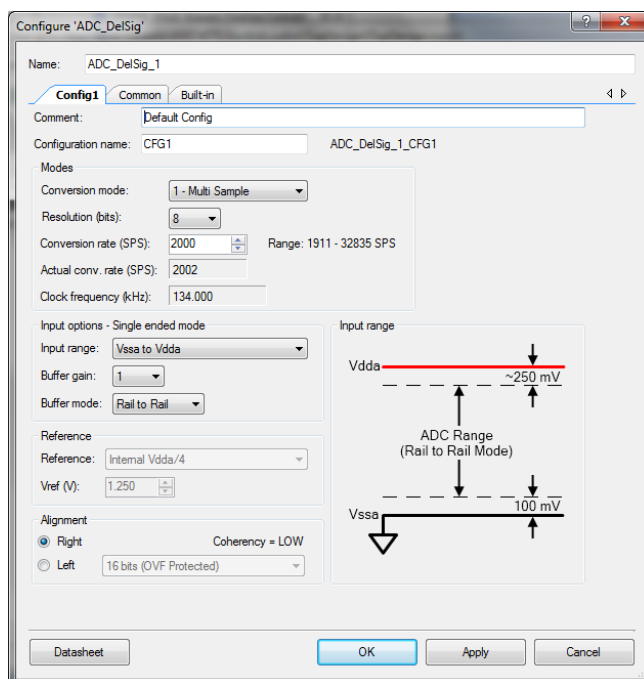 Configure 'ADC_DelSig'
Name: ADC_DelSig_1
Config1 Common Built-in
Comment: Default Config
Configuration name: CFG1 ADC_DelSig_1_CFG1
Modes
Conversion mode: 1 - Multi Sample
Resolution (bits): 8
Conversion rate (SPS): 2000 Range: 1911 - 32835 SPS
Actual conv. rate (SPS): 2002
Clock frequency (kHz): 134.000
Input options - Single ended mode
Input range: Vssa to Vdda
Buffer gain: 1
Buffer mode: Rail to Rail
Reference
Reference: Internal Vdda/4
Vref (V): 1.250
Alignment
Right Coherency = LOW
Left 16 bits (OVF Protected)
Input range
Vdda
~250 mV
ADC Range
(Rail to Rail Mode)
100 mV
Vssa
Datasheet OK Apply Cancel